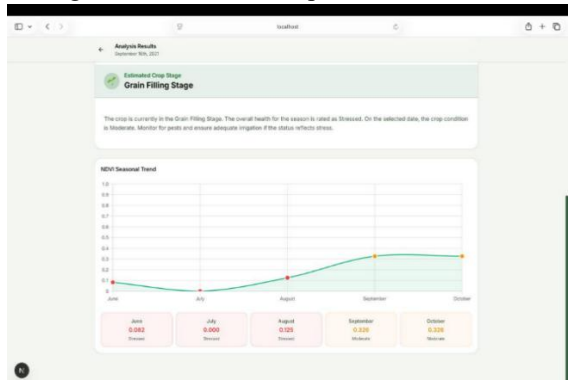 localhost
Analysis Results
September 16th, 2021
Estimated Crop Stage
Grain Filling Stage
The crop is currently in the Grain Filling Stage. The overall health for the season is rated as Stressed. On the selected date, the crop condition
is Moderate. Monitor for pests and ensure adequate irrigation if the status reflects stress.
NDVI Seasonal Trend
1.0
0.9
0.8
0.7
0.6
0.5
0.4
0.3
0.2
0.1
0
June July August September October
June July August September October
0.082 0.000 0.125 0.328 0.326
Stressed Stressed Stressed Moderate Moderate
N